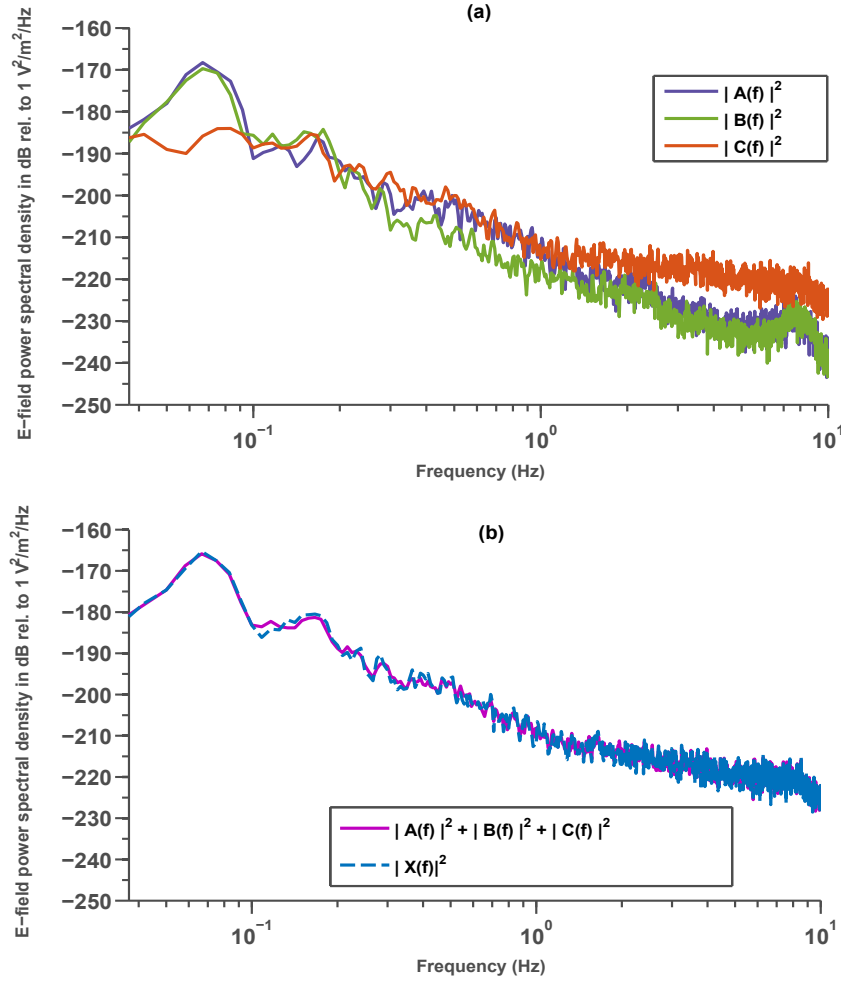 (a)
E−field power spectral density in dB rel. to 1 V²/m²/Hz
−160
−170
−180
−190
−200
−210
−220
−230
−240
−250
10⁻¹
10⁰
10¹
Frequency (Hz)
| A(f) |²
| B(f) |²
| C(f) |²
(b)
E−field power spectral density in dB rel. to 1 V²/m²/Hz
−160
−170
−180
−190
−200
−210
−220
−230
−240
−250
10⁻¹
10⁰
10¹
Frequency (Hz)
| A(f) |² + | B(f) |² + | C(f) |²
| X(f)|²